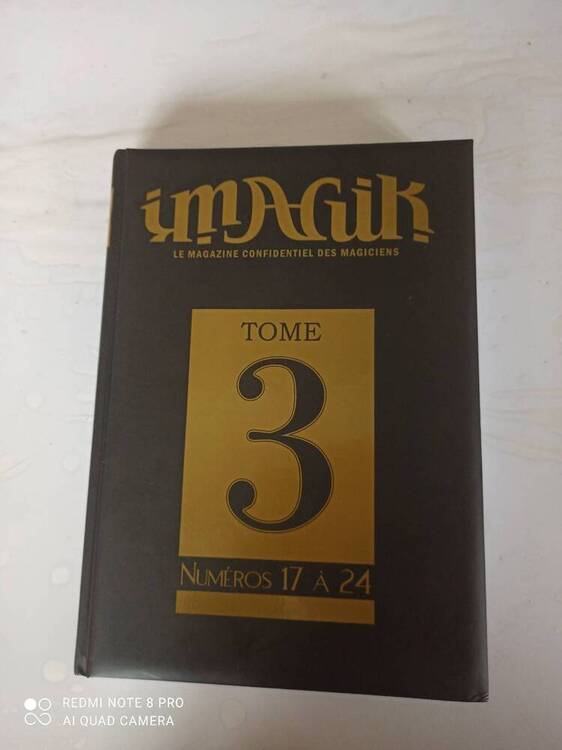 imAGiK
LE MAGAZINE CONFIDENTIEL DES MAGICIENS
TOME
3
NUMÉROS 17 À 24
REDMI NOTE 8 PRO
AI QUAD CAMERA